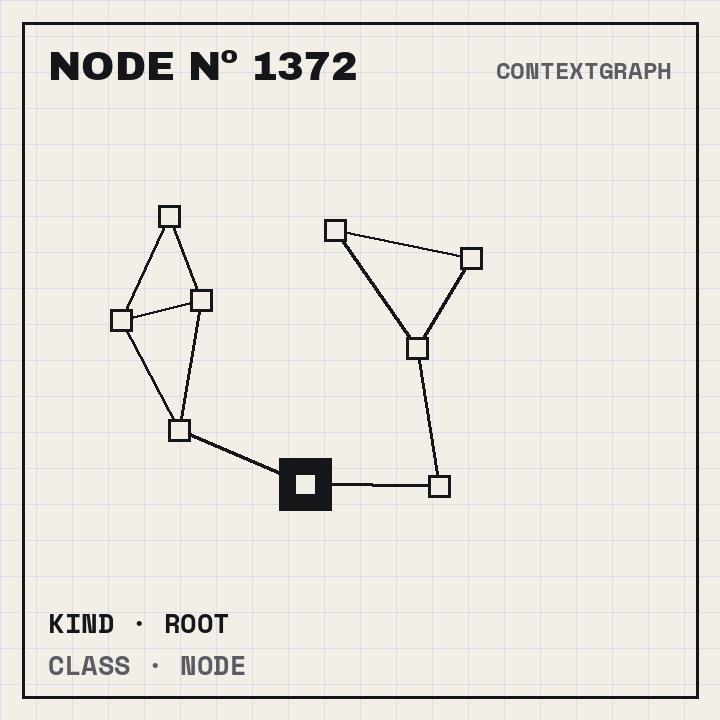 NODE Nº 1372
CONTEXTGRAPH
KIND · ROOT
CLASS · NODE